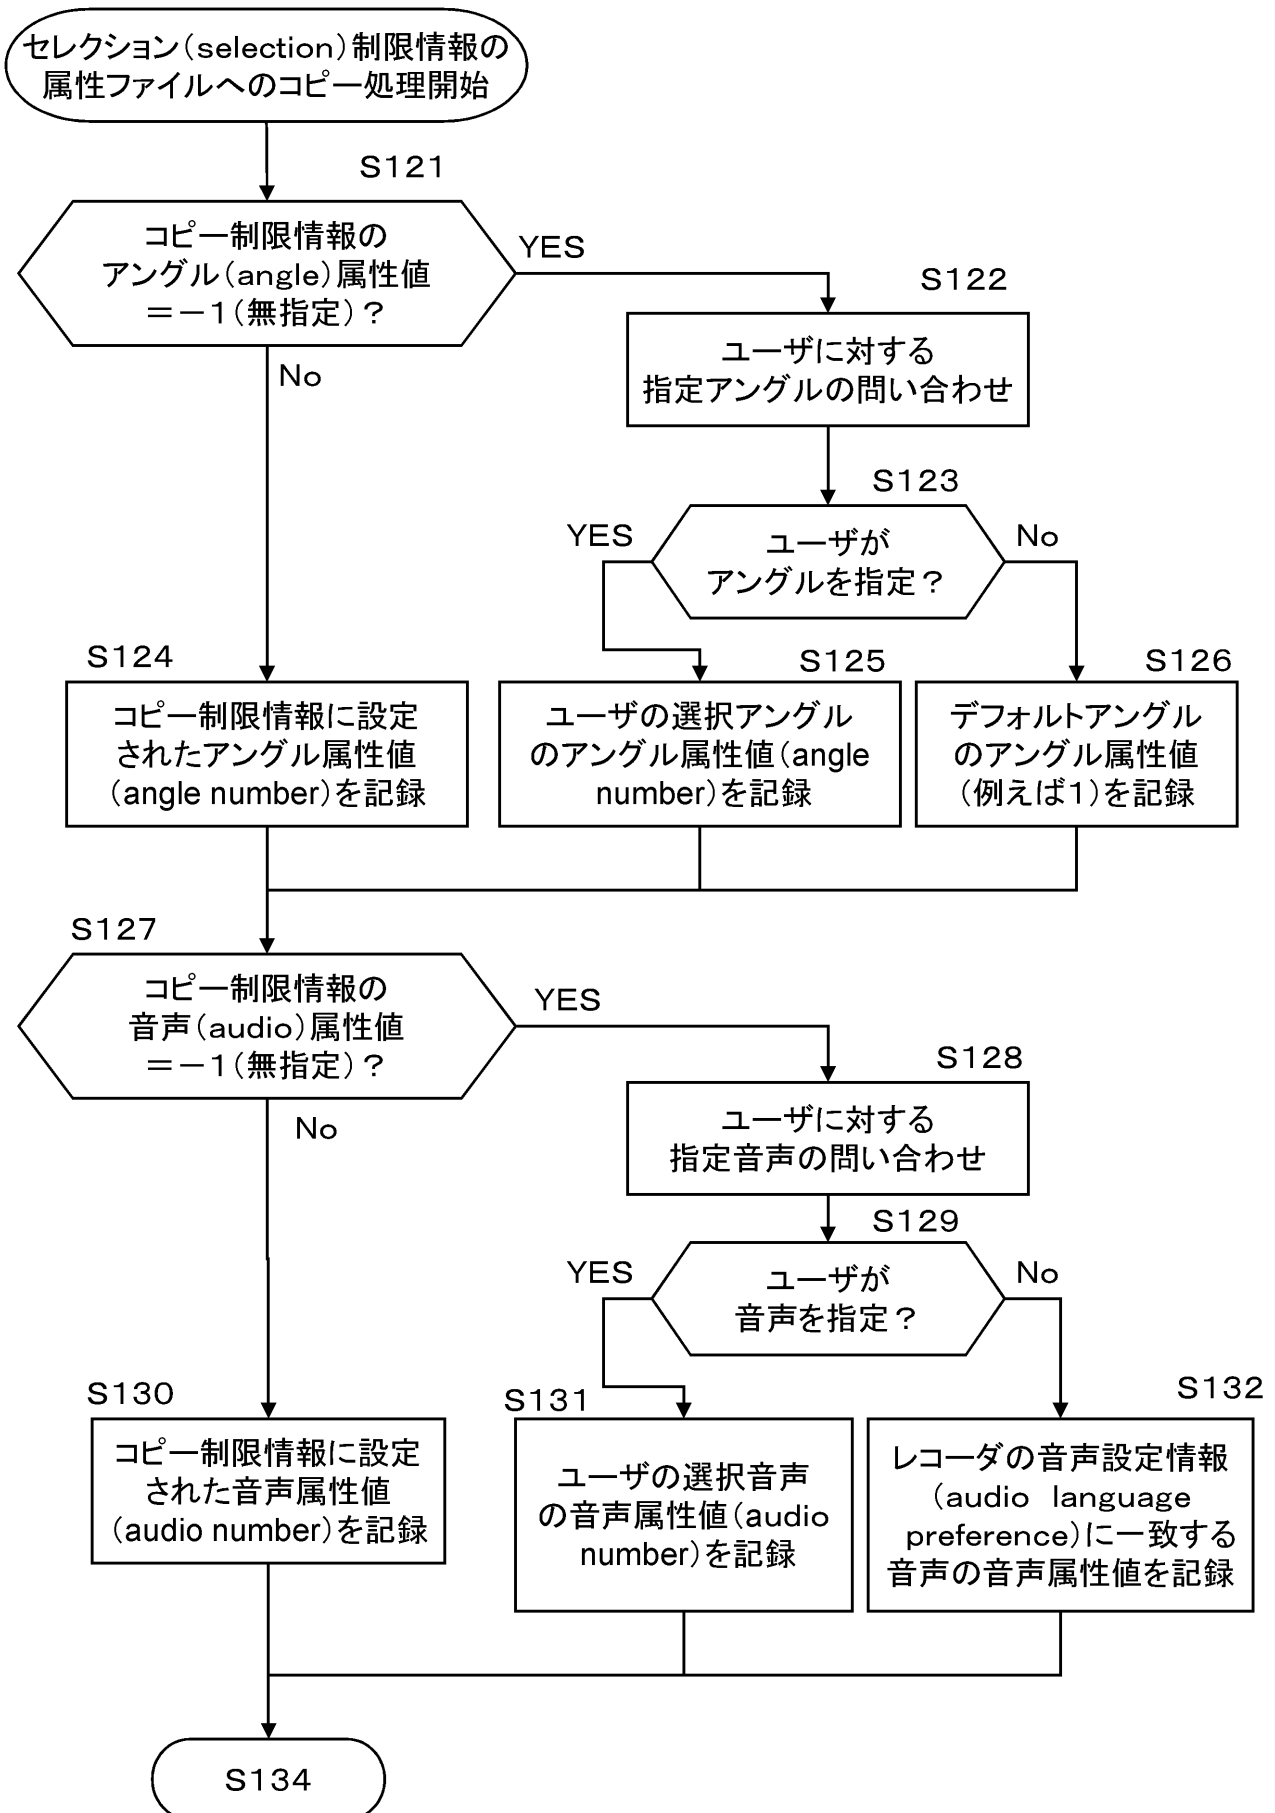 セレクション(selection)制限情報の
属性ファイルへのコピー処理開始
S121
コピー制限情報の
アングル(angle)属性値
=-1(無指定)?
YES
No
S122
ユーザに対する
指定アングルの問い合わせ
S123
YES
ユーザが
アングルを指定?
No
S124
コピー制限情報に設定
されたアングル属性値
(angle number)を記録
S125
ユーザの選択アングル
のアングル属性値(angle
number)を記録
S126
デフォルトアングル
のアングル属性値
(例えば1)を記録
S127
コピー制限情報の
音声(audio)属性値
=-1(無指定)?
YES
No
S128
ユーザに対する
指定音声の問い合わせ
S129
YES
ユーザが
音声を指定?
No
S130
コピー制限情報に設定
された音声属性値
(audio number)を記録
S131
ユーザの選択音声
の音声属性値(audio
number)を記録
S132
レコーダの音声設定情報
(audio language
preference)に一致する
音声の音声属性値を記録
S134